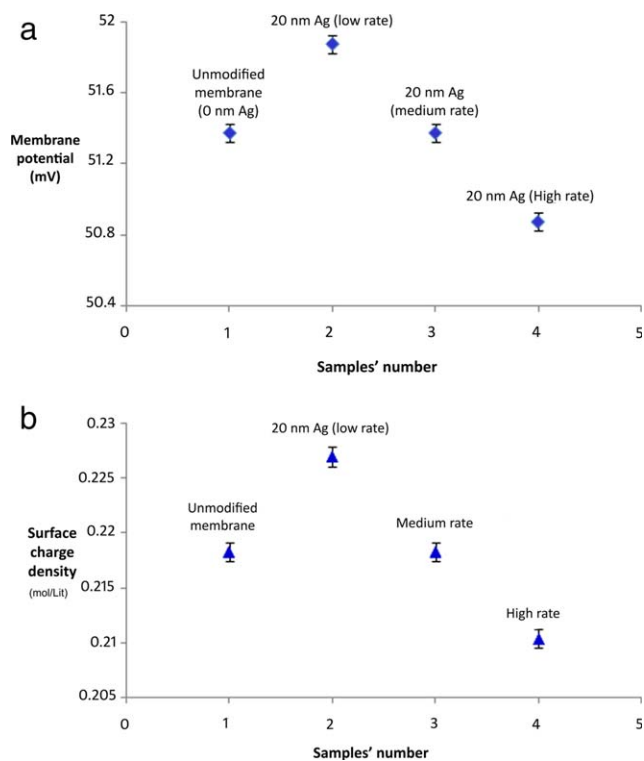 a
20 nm Ag (low rate)
52
Unmodified
membrane
(0 nm Ag)
20 nm Ag
(medium rate)
51.6
Membrane
potential
(mV)
51.2
20 nm Ag (High rate)
50.8
50.4
0 1 2 3 4 5
Samples' number
b
0.23
20 nm Ag (low rate)
0.225
Unmodified
membrane
Medium rate
0.22
Surface
charge
density
(mol/Lit)
0.215
High rate
0.21
0.205
0 1 2 3 4 5
Samples' number